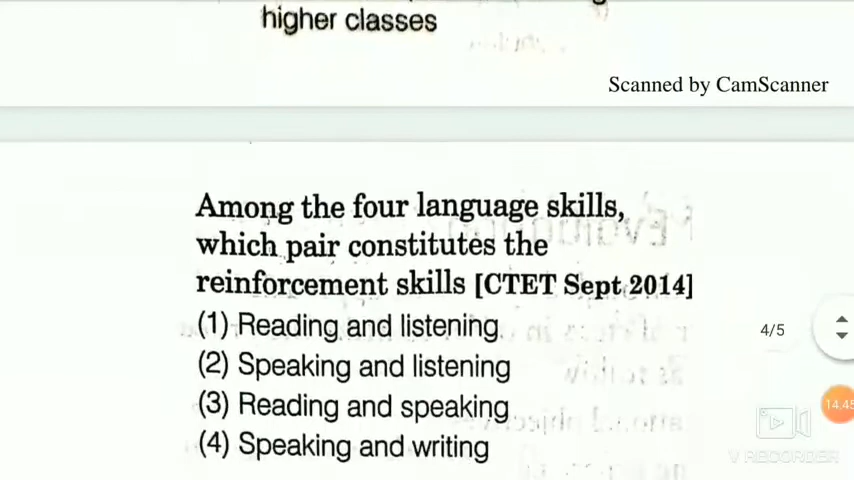 higher classes
Scanned by CamScanner
Among the four language skills,
which pair constitutes the
reinforcement skills [CTET Sept 2014]
(1) Reading and listening
(2) Speaking and listening
(3) Reading and speaking
(4) Speaking and writing
4/5
14.45
V RECORDER